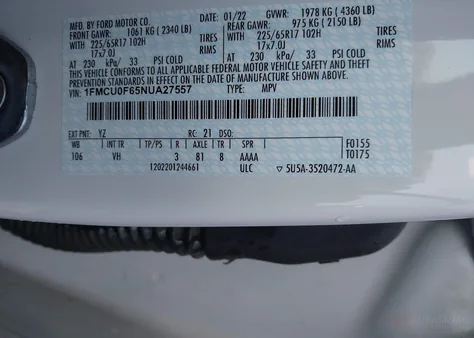 MFD. BY FORD MOTOR CO. 01/22 GVWR: 1978 KG ( 4360 LB)
FRONT GAWR: 1061 KG ( 2340 LB) REAR GAWR: 975 KG ( 2150 LB)
WITH 225/65R17 102H TIRES WITH 225/65R17 102H TIRES
17x7.0J RIMS 17x7.0J RIMS
AT 230 kPa/ 33 PSI COLD AT 230 kPa/ 33 PSI COLD
THIS VEHICLE CONFORMS TO ALL APPLICABLE FEDERAL MOTOR VEHICLE SAFETY AND THEFT
PREVENTION STANDARDS IN EFFECT ON THE DATE OF MANUFACTURE SHOWN ABOVE.
VIN: 1FMCU0F65NUA27557 TYPE: MPV
EXT PNT: YZ RC: 21 DSO:
WB INT TR TP/PS R AXLE TR SPR F0155
106 VH 3 81 8 AAAA T0175
1202201244661 ULC 5U5A-3520472-AA